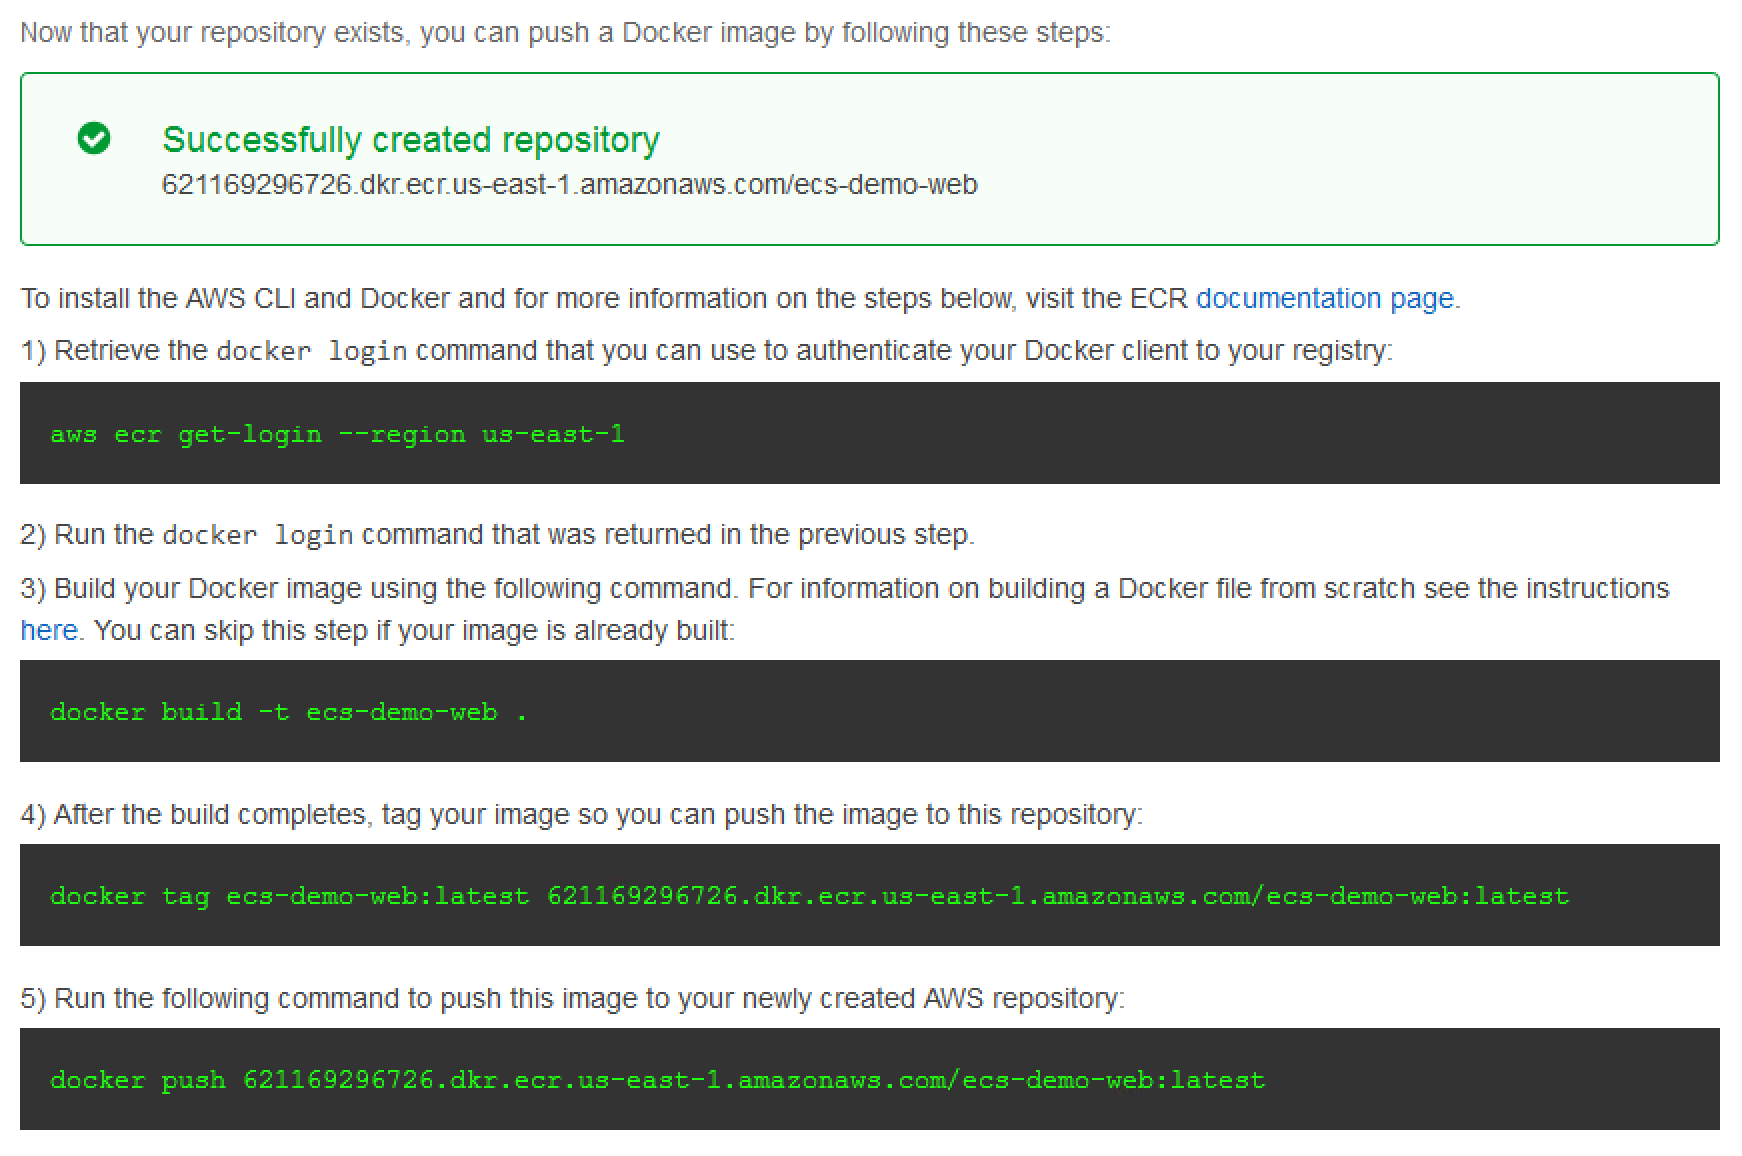 Now that your repository exists, you can push a Docker image by following these steps:
Successfully created repository
621169296726.dkr.ecr.us-east-1.amazonaws.com/ecs-demo-web
To install the AWS CLI and Docker and for more information on the steps below, visit the ECR documentation page.
1) Retrieve the docker login command that you can use to authenticate your Docker client to your registry:
aws ecr get-login --region us-east-1
2) Run the docker login command that was returned in the previous step.
3) Build your Docker image using the following command. For information on building a Docker file from scratch see the instructions
here. You can skip this step if your image is already built:
docker build -t ecs-demo-web .
4) After the build completes, tag your image so you can push the image to this repository:
docker tag ecs-demo-web:latest 621169296726.dkr.ecr.us-east-1.amazonaws.com/ecs-demo-web:latest
5) Run the following command to push this image to your newly created AWS repository:
docker push 621169296726.dkr.ecr.us-east-1.amazonaws.com/ecs-demo-web:latest